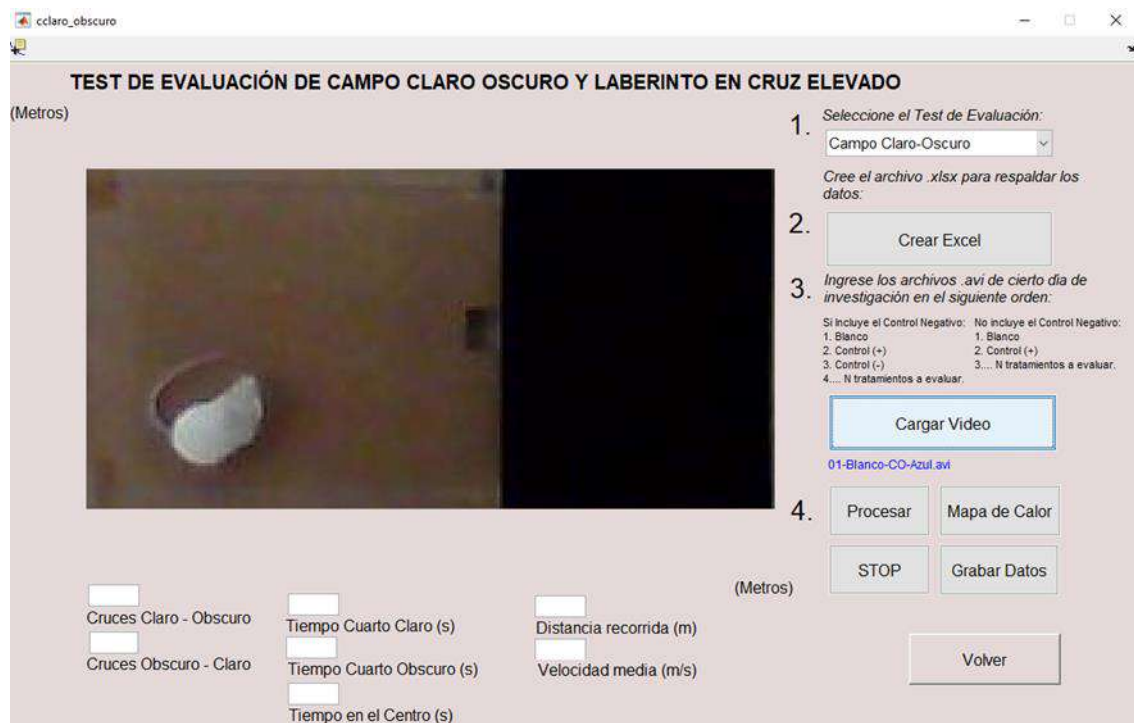 cclaro_obscuro
TEST DE EVALUACIÓN DE CAMPO CLARO OSCURO Y LABERINTO EN CRUZ ELEVADO
(Metros)
1.
Seleccione el Test de Evaluación:
Campo Claro-Oscuro
Cree el archivo .xlsx para respaldar los
datos:
2.
Crear Excel
3.
Ingrese los archivos .avi de cierto dìa de
investigación en el siguiente orden:
Si Incluye el Control Negativo: No incluye el Control Negativo:
1. Blanco 1. Blanco
2. Control (+) 2. Control (+)
3. Control (-) 3.... N tratamientos a evaluar.
4.... N tratamientos a evaluar.
Cargar Video
01-Blanco-CO-Azul.avi
4.
Procesar Mapa de Calor
STOP Grabar Datos
(Metros)
Cruces Claro - Obscuro Tiempo Cuarto Claro (s) Distancia recorrida (m)
Cruces Obscuro - Claro Tiempo Cuarto Obscuro (s) Velocidad media (m/s)
Tiempo en el Centro (s)
Volver